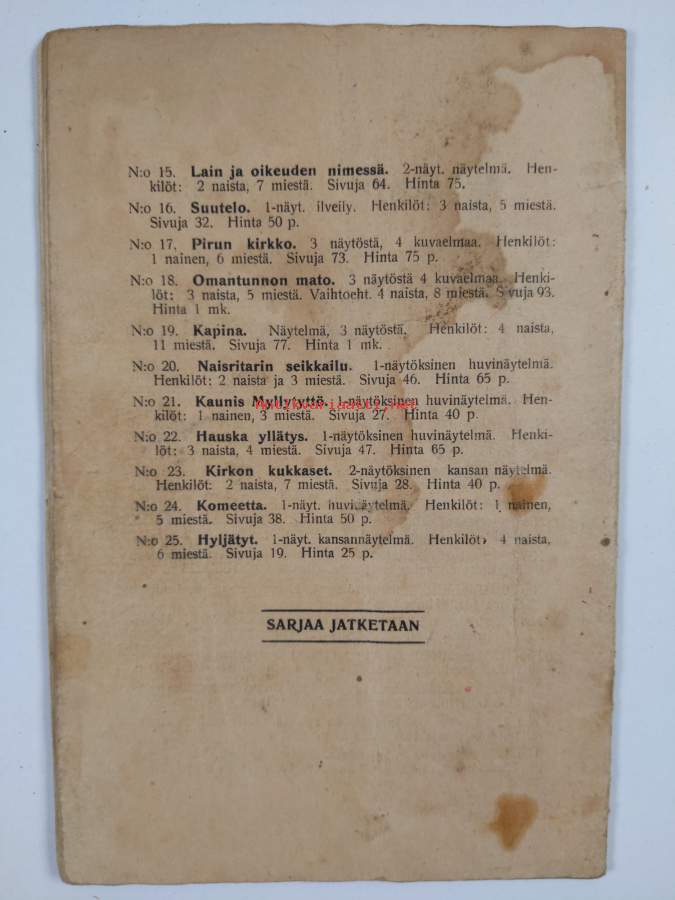 N:o 15. Lain ja oikeuden nimessä. 2-näyt. näytelmä. Hen-
kilöt: 2 naista, 7 miestä. Sivuja 64. Hinta 75.
N:o 16. Suutelo. 1-näyt. ilveily. Henkilöt: 3 naista, 5 miestä.
Sivuja 32. Hinta 50 p.
N:o 17. Pirun kirkko. 3 näytöstä, 4 kuvaelmaa. Henkilöt:
1 nainen, 6 miestä. Sivuja 73. Hinta 75 p.
N:o 18. Omantunnon mato. 3 näytöstä 4 kuvaelmaa. Henki-
löt: 3 naista, 5 miestä. Vaihtoeht. 4 naista, 8 miestä. Sivuja 93.
Hinta 1 mk.
N:o 19. Kapina. Näytelmä, 3 näytöstä. Henkilöt: 4 naista,
11 miestä. Sivuja 77. Hinta 1 mk.
N:o 20. Naisritarin seikkailu. 1-näytöksinen huvinäytelmä.
Henkilöt: 2 naista ja 3 miestä. Sivuja 46. Hinta 65 p.
N:o 21. Kaunis Myllytyttö. 1-näytöksinen huvinäytelmä. Hen-
Antikvariaatti.net
kilöt: 1 nainen, 3 miestä. Sivuja 27. Hinta 40 p.
N:o 22. Hauska yllätys. 1-näytöksinen huvinäytelmä. Henki-
löt: 3 naista, 4 miestä. Sivuja 47. Hinta 65 p.
N:o 23. Kirkon kukkaset. 2-näytöksinen kansannäytelmä.
Henkilöt: 2 naista, 7 miestä. Sivuja 28. Hinta 40 p.
N:o 24. Komeetta. 1-näyt. huvinäytelmä. Henkilöt: 1 nainen,
5 miestä. Sivuja 38. Hinta 50 p.
N:o 25. Hyljätyt. 1-näyt. kansannäytelmä. Henkilöt: 4 naista,
6 miestä. Sivuja 19. Hinta 25 p.
SARJAA JATKETAAN